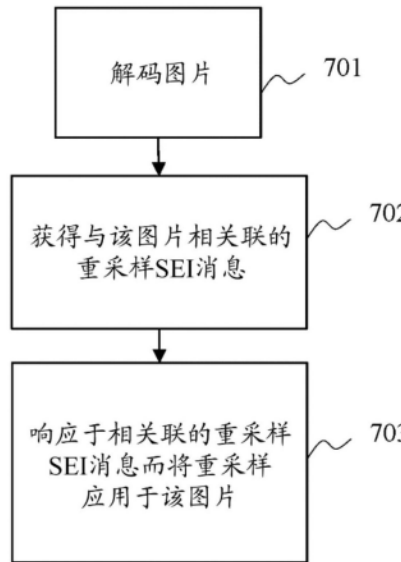 解码图片
701
获得与该图片相关联的
重采样SEI消息
702
响应于相关联的重采样
SEI消息而将重采样
应用于该图片
703